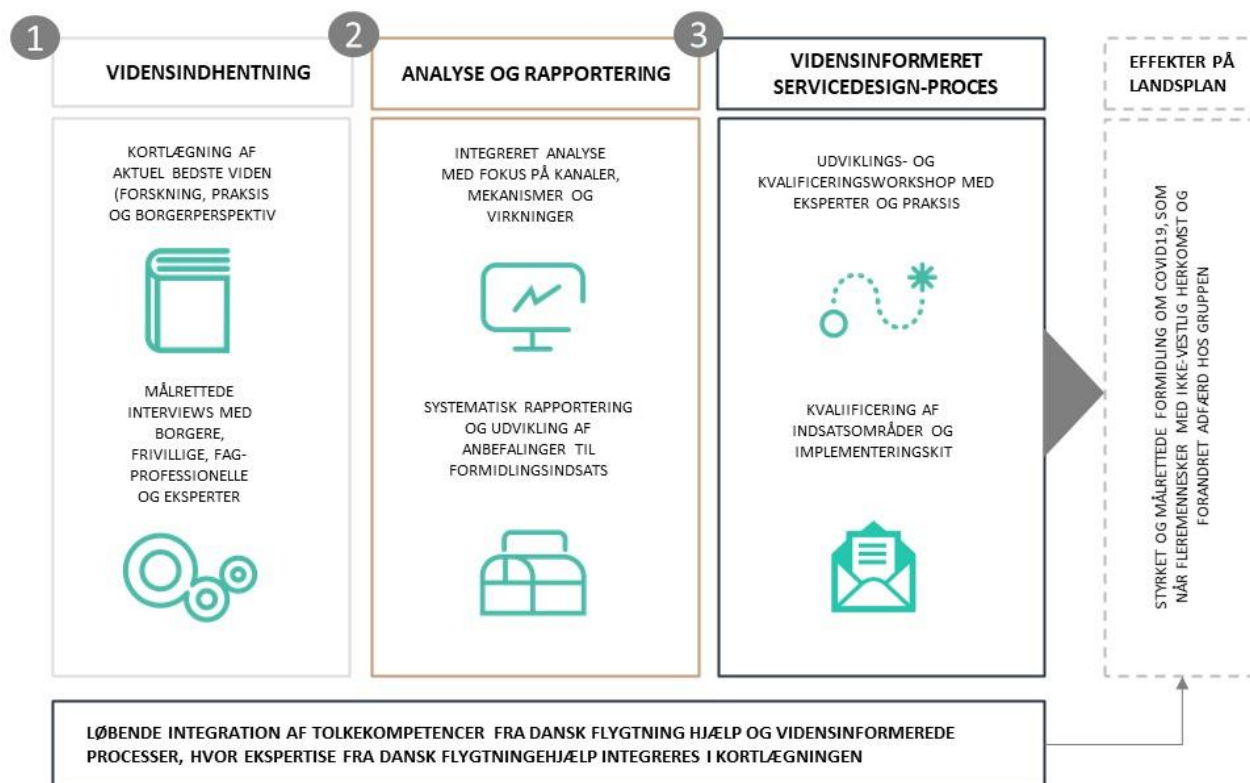 1
VIDENSINDHENTNING
KORTLÆGNING AF
AKTUEL BEDSTE VIDEN
(FORSKNING, PRAKSIS
OG BORGERPERSPEKTIV
MÅLRETTEDE
INTERVIEWS MED
BORGERE,
FRIVILLIGE, FAG-
PROFESSIONELLE
OG EKSPERTER
2
ANALYSE OG RAPPORTERING
INTEGRERET ANALYSE
MED FOKUS PÅ KANALER,
MEKANISMER OG
VIRKNINGER
SYSTEMATISK RAPPORTERING
OG UDVIKLING AF
ANBEFALINGER TIL
FORMIDLINGSINDSATS
3
VIDENSINFORMERET
SERVICEDESIGN-PROCES
UDVIKLINGS- OG
KVALIFICERINGSWORKSHOP MED
EKSPERTER OG PRAKSIS
KVALIIFICERING AF
INDSATSOMRÅDER OG
IMPLEMENTERINGSKIT
EFFEKTER PÅ
LANDSPLAN
STYRKET OG MÅLRETTEDE FORMIDLING OM COVID19, SOM
NÅR FLEREMENNESKER MED IKKE-VESTLIG HERKOMST OG
FORANDRET ADFÆRD HOS GRUPPEN
LØBENDE INTEGRATION AF TOLKEKOMPETENCER FRA DANSK FLYGTNING HJÆLP OG VIDENSINFORMEREDE
PROCESSER, HVOR EKSPERTISE FRA DANSK FLYGTNINGEHJÆLP INTEGRERES I KORTLÆGNINGEN